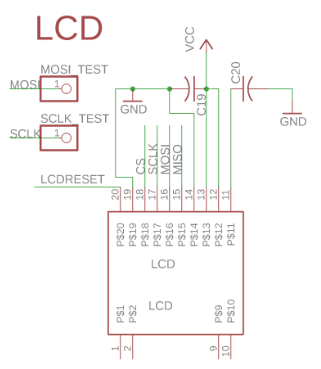 LCD
VCC
MOSI_TEST
MOSI
1
GND
C19
C20
GND
SCLK_TEST
SCLK
1
CS
SCLK
MOSI
MISO
LCDRESET
20
19
18
17
16
15
14
13
12
11
P$20
P$19
P$18
P$17
P$16
P$15
P$14
P$13
P$12
P$11
LCD
LCD
P$1
P$2
P$9
P$10
1
2
9
10